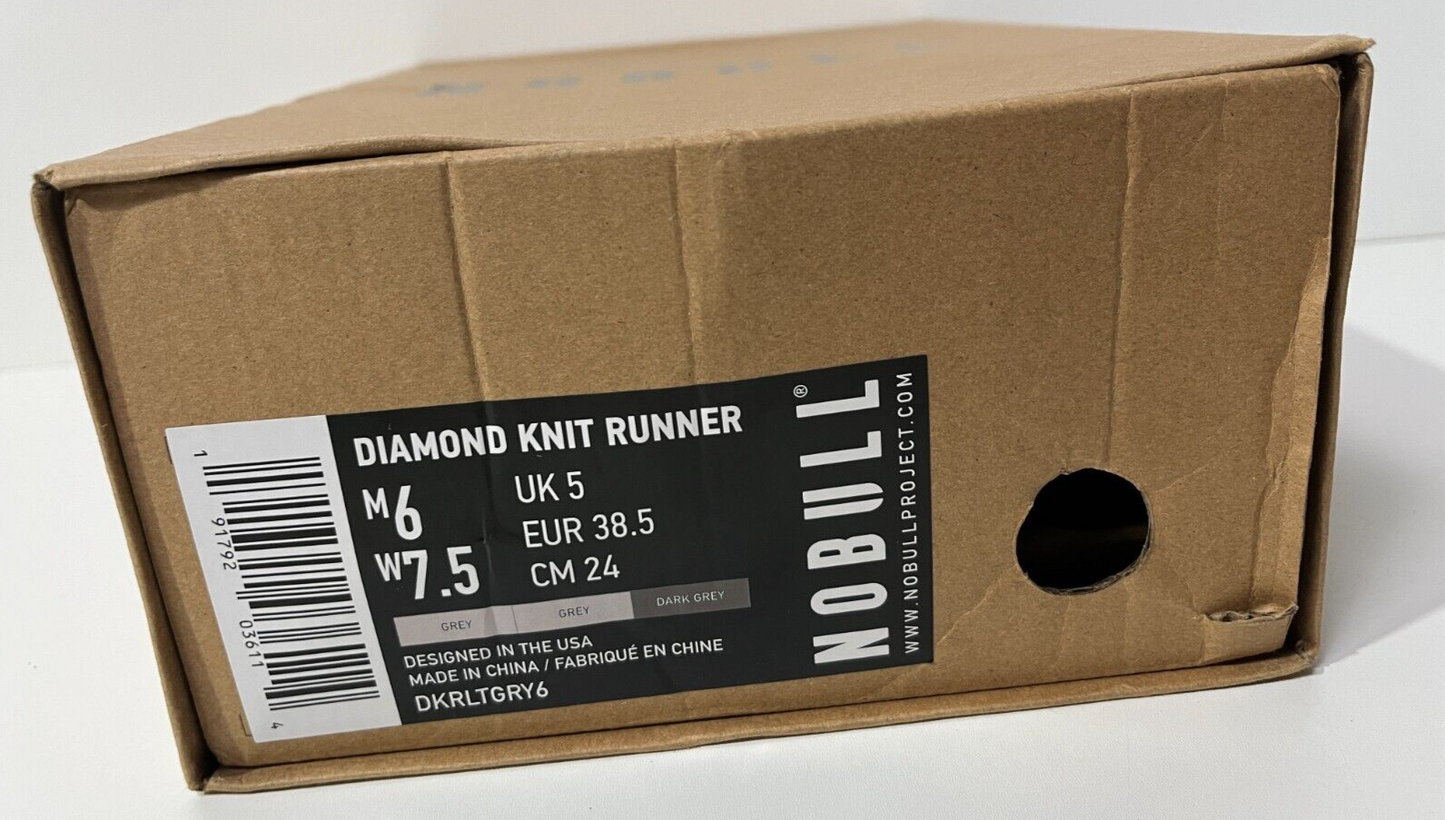 NOBULL
1 91792 03611 4
DIAMOND KNIT RUNNER
M6
W7.5
UK 5
EUR 38.5
CM 24
GREY GREY DARK GREY
DESIGNED IN THE USA
MADE IN CHINA / FABRIQUÉ EN CHINE
DKRLTGRY6
NOBULL®
WWW.NOBULLPROJECT.COM